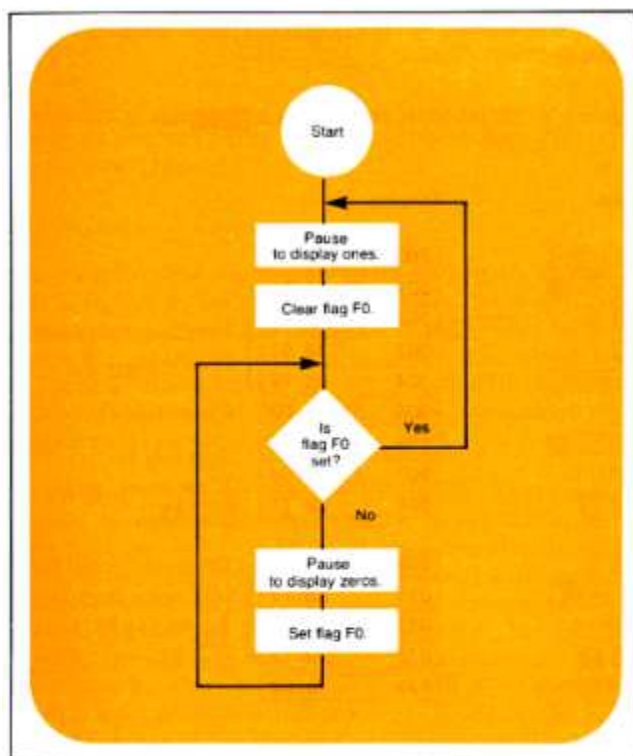 Start
Pause
to display ones.
Clear flag F0.
Is
flag F0
set?
Yes
No
Pause
to display zeros.
Set flag F0.